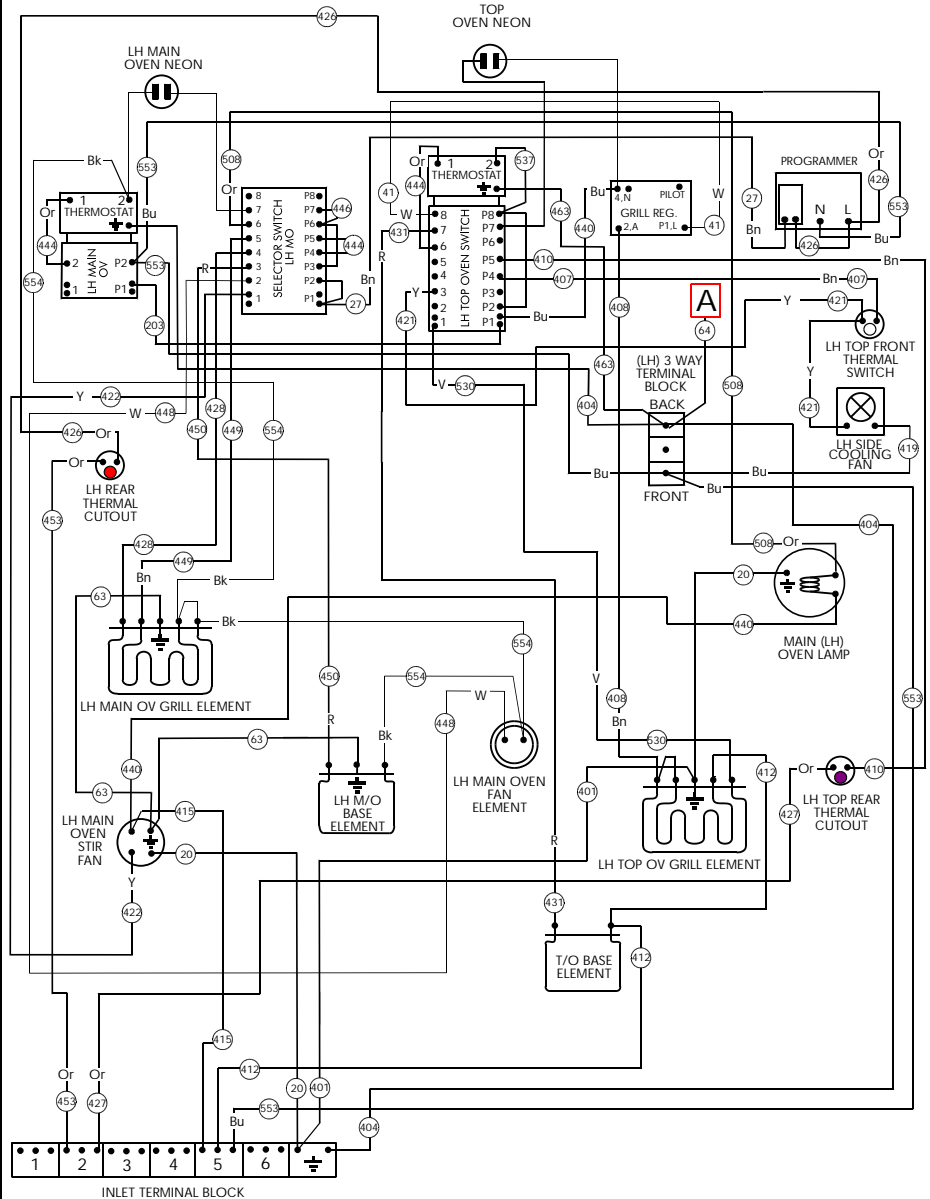 426
TOP
OVEN NEON
LH MAIN
OVEN NEON
Bk
553
508
Or
Or
444
537
41
W
Or
426
PROGRAMMER
1 2
THERMOSTAT
Or
Bu
444
554
8 P8
7 P7
6 P6
5 P5
4 P4
3 P3
2 P2
1 P1
SELECTOR SWITCH
LH MO
446
444
27
R
1 2
THERMOSTAT
W
431
R
8 P8
7 P7
6 P6
5 P5
4 P4
3 P3
2 P2
1 P1
LH TOP OVEN SWITCH
463
Bu
440
4,N PILOT
GRILL REG.
2,A P1,L
W
41
27
Bn
N L
426
Bu
553
2 P2
1 P1
LH MAIN
OV
553
203
Bn
410
407
Bu
Y
421
408
A
64
Bn
Bn
407
Y
421
LH TOP FRONT
THERMAL
SWITCH
Y
421
LH SIDE
COOLING
FAN
419
V
530
463
404
(LH) 3 WAY
TERMINAL
BLOCK
BACK
FRONT
508
Bu
Bu
Bu
Y
422
W
448
428
450
449
554
426
Or
Or
LH REAR
THERMAL
CUTOUT
453
428
449
Bn
Bk
404
508
Or
20
440
MAIN (LH)
OVEN LAMP
63
Bk
LH MAIN OV GRILL ELEMENT
554
450
R
554
Bk
W
448
V
408
Bn
553
LH MAIN OVEN
FAN
ELEMENT
63
440
63
415
LH MAIN
OVEN
STIR
FAN
20
Y
422
LH M/O
BASE
ELEMENT
530
401
412
LH TOP OV GRILL ELEMENT
Or
410
LH TOP REAR
THERMAL
CUTOUT
427
R
431
T/O BASE
ELEMENT
412
415
412
Or
Or
453
427
20
401
553
Bu
404
1 2 3 4 5 6
INLET TERMINAL BLOCK